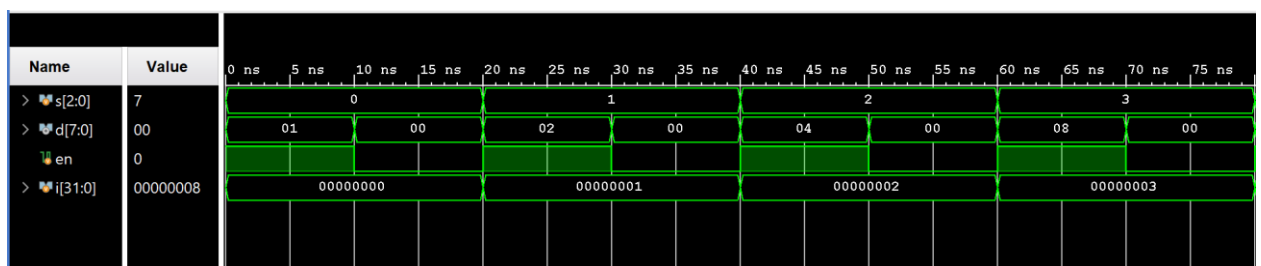 Name Value 0 ns 5 ns 10 ns 15 ns 20 ns 25 ns 30 ns 35 ns 40 ns 45 ns 50 ns 55 ns 60 ns 65 ns 70 ns 75 ns
s[2:0] 7 0 1 2 3
d[7:0] 00 01 00 02 00 04 00 08 00
en 0
i[31:0] 00000008 00000000 00000001 00000002 00000003